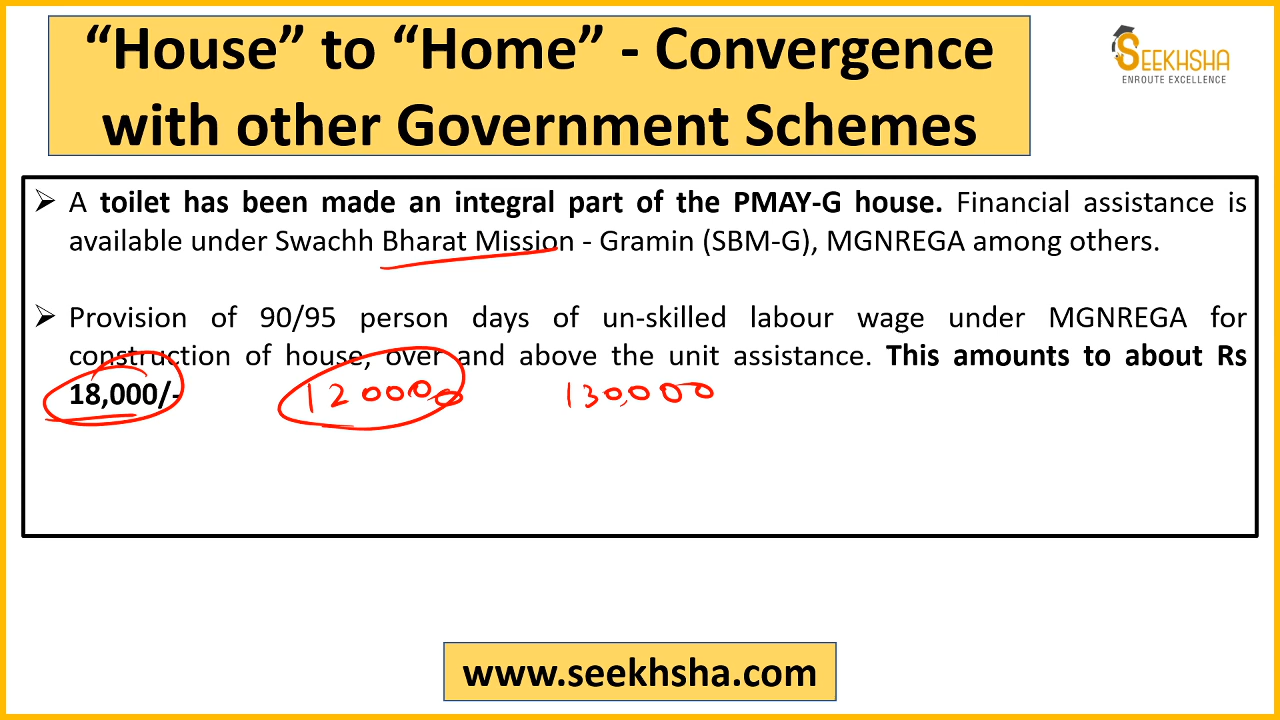 “House” to “Home” - Convergence
with other Government Schemes
SEEKHSHA
ENROUTE EXCELLENCE
➢ A toilet has been made an integral part of the PMAY-G house. Financial assistance is
available under Swachh Bharat Mission - Gramin (SBM-G), MGNREGA among others.
➢ Provision of 90/95 person days of un-skilled labour wage under MGNREGA for
construction of house, over and above the unit assistance. This amounts to about Rs
18,000/- 120000 130,000
www.seekhsha.com